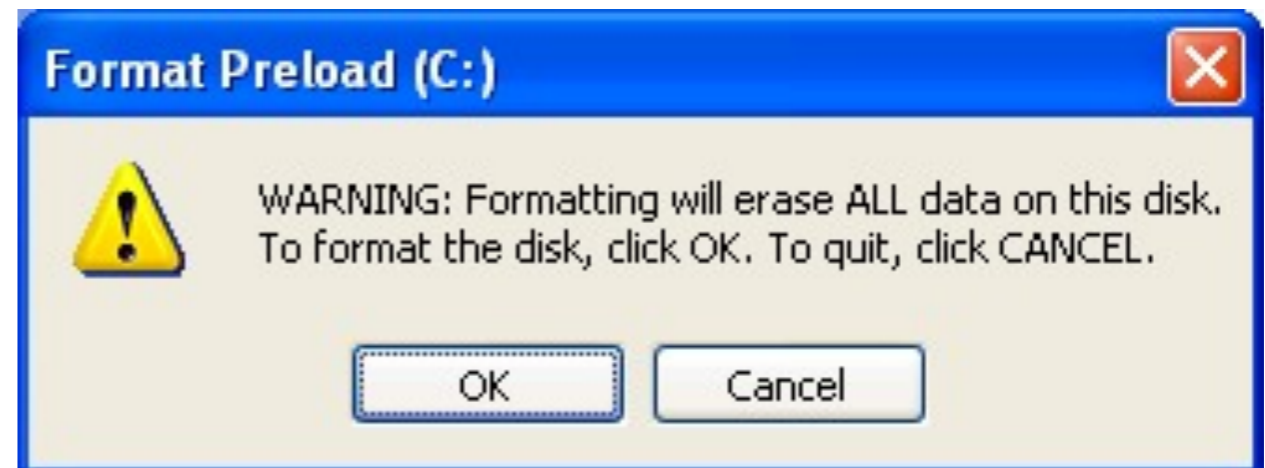 Format Preload (C:)
WARNING: Formatting will erase ALL data on this disk.
To format the disk, click OK. To quit, click CANCEL.
OK
Cancel